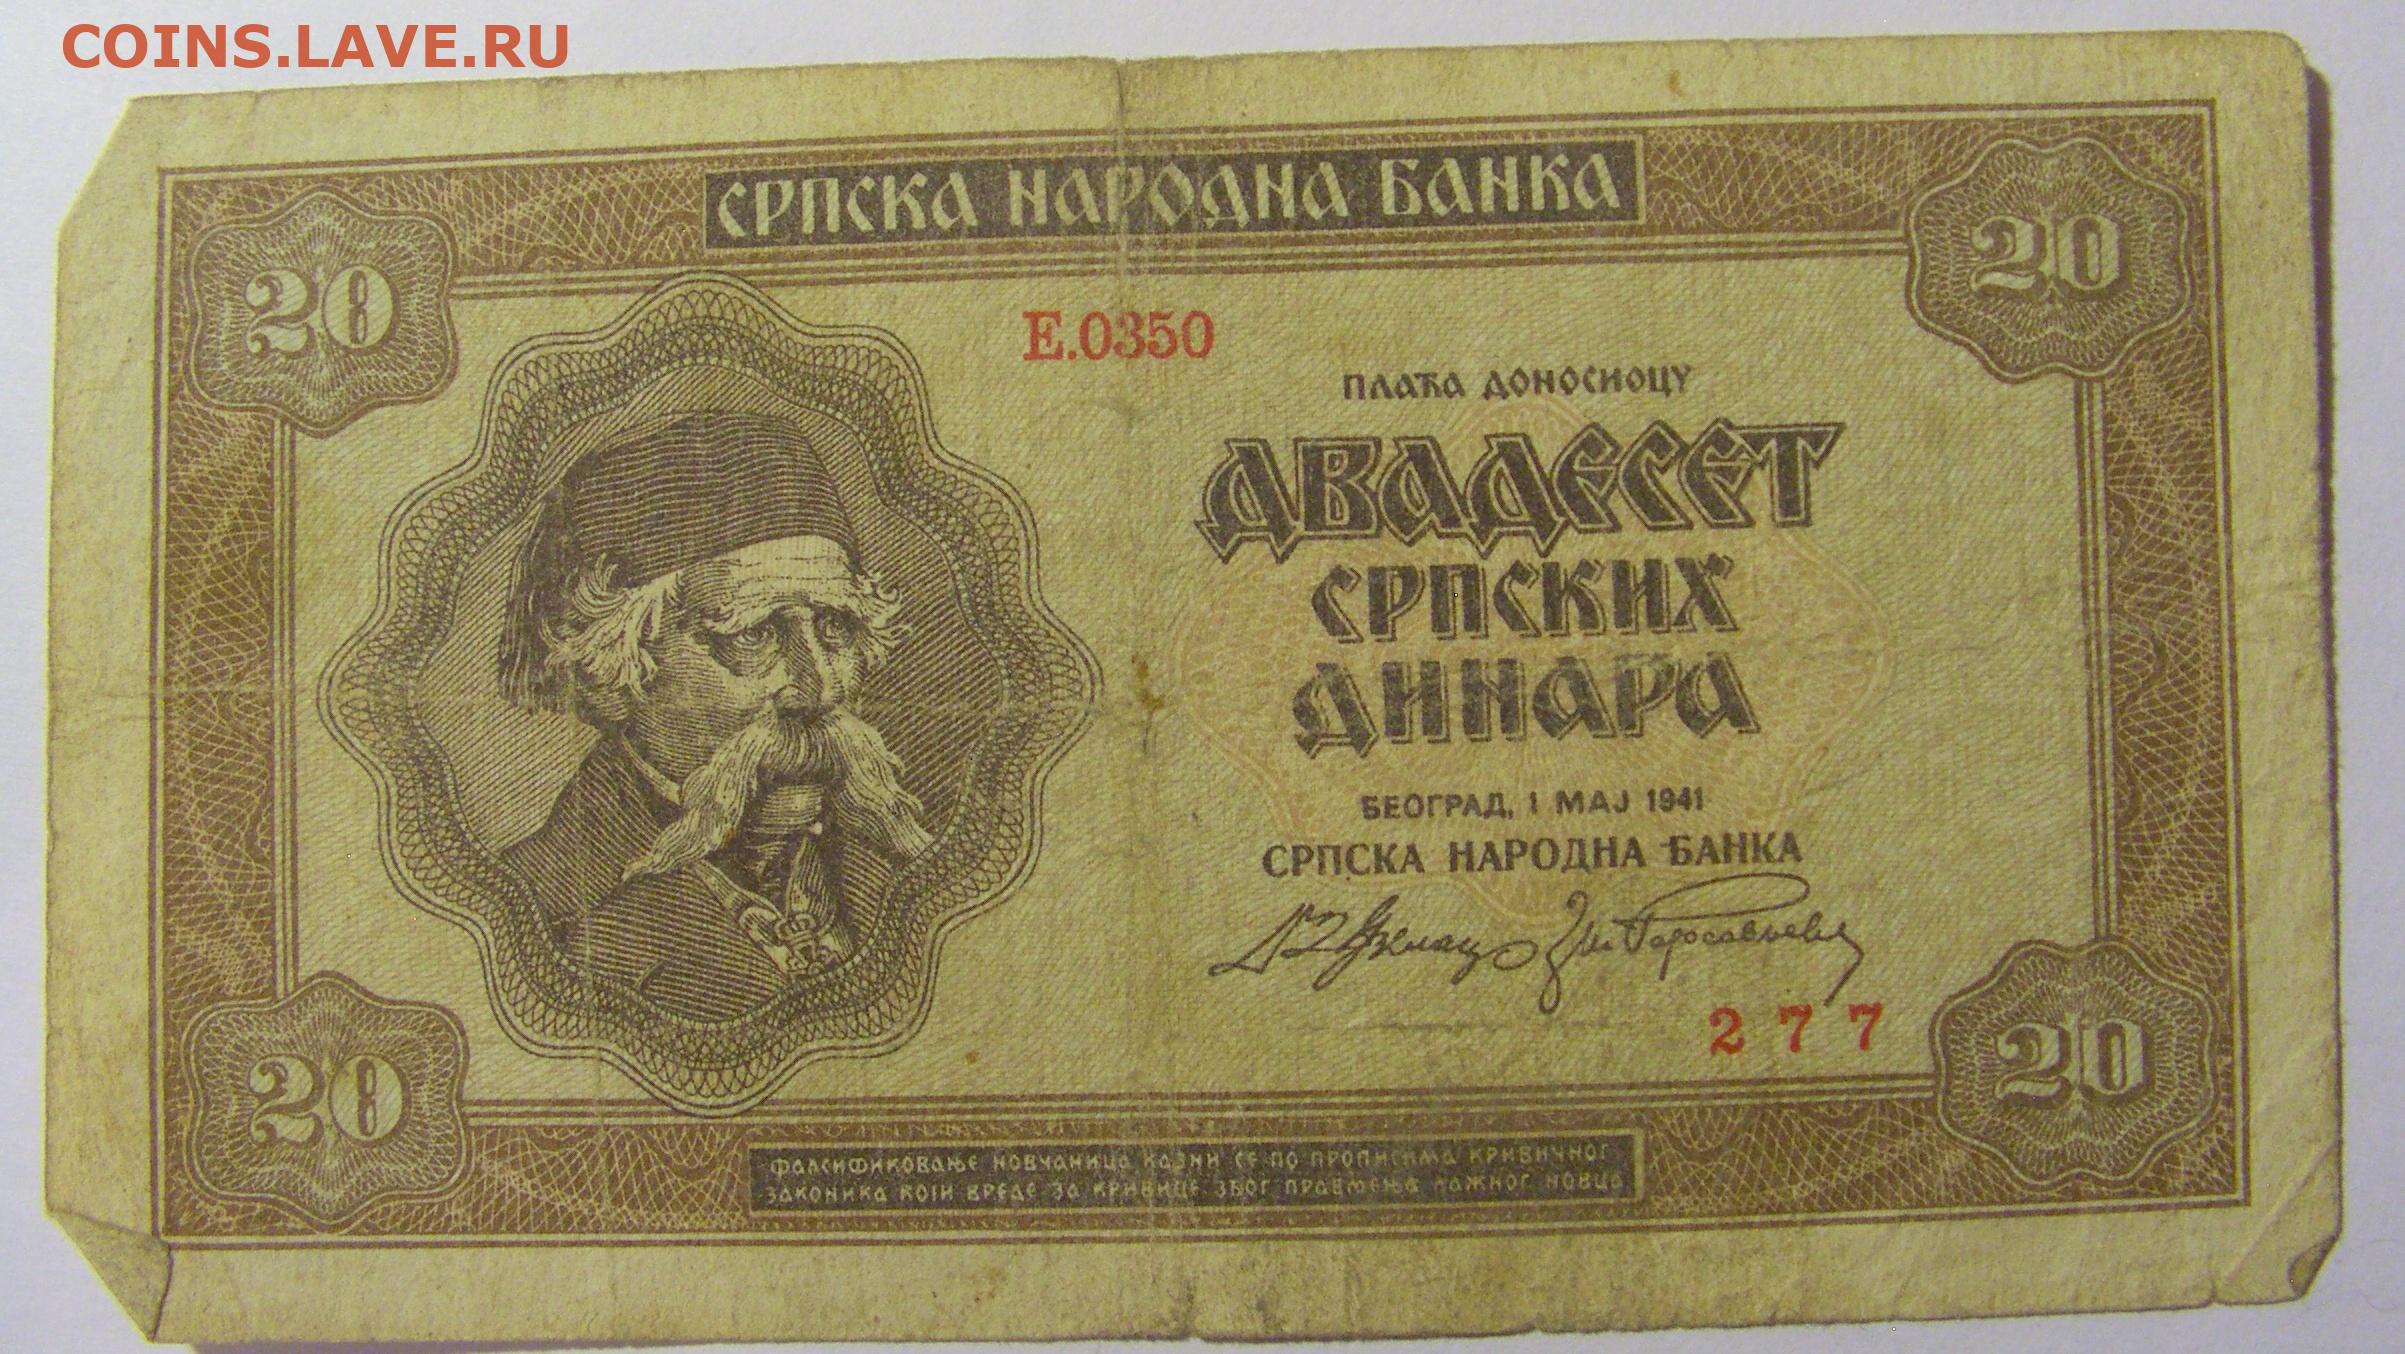 COINS.LAVE.RU
СРПСКА НАРОДНА БАНКА
20
20
E.0350
ПЛАЋА ДОНОСИОЦУ
ДВАДЕСЕТ
СРПСКИХ
ДИНАРА
БЕОГРАД, 1 МАЈ 1941
СРПСКА НАРОДНА БАНКА
277
20
20
ФАЛСИФИКОВАЊЕ НОВЧАНИЦА КАЗНИ СЕ ПО ПРОПИСИМА КРИВИЧНОГ
ЗАКОНИКА КОЈИ ВРЕДЕ ЗА КРИВИЦЕ ЗБОГ ПРАВЉЕЊА ЛАЖНОГ НОВЦА